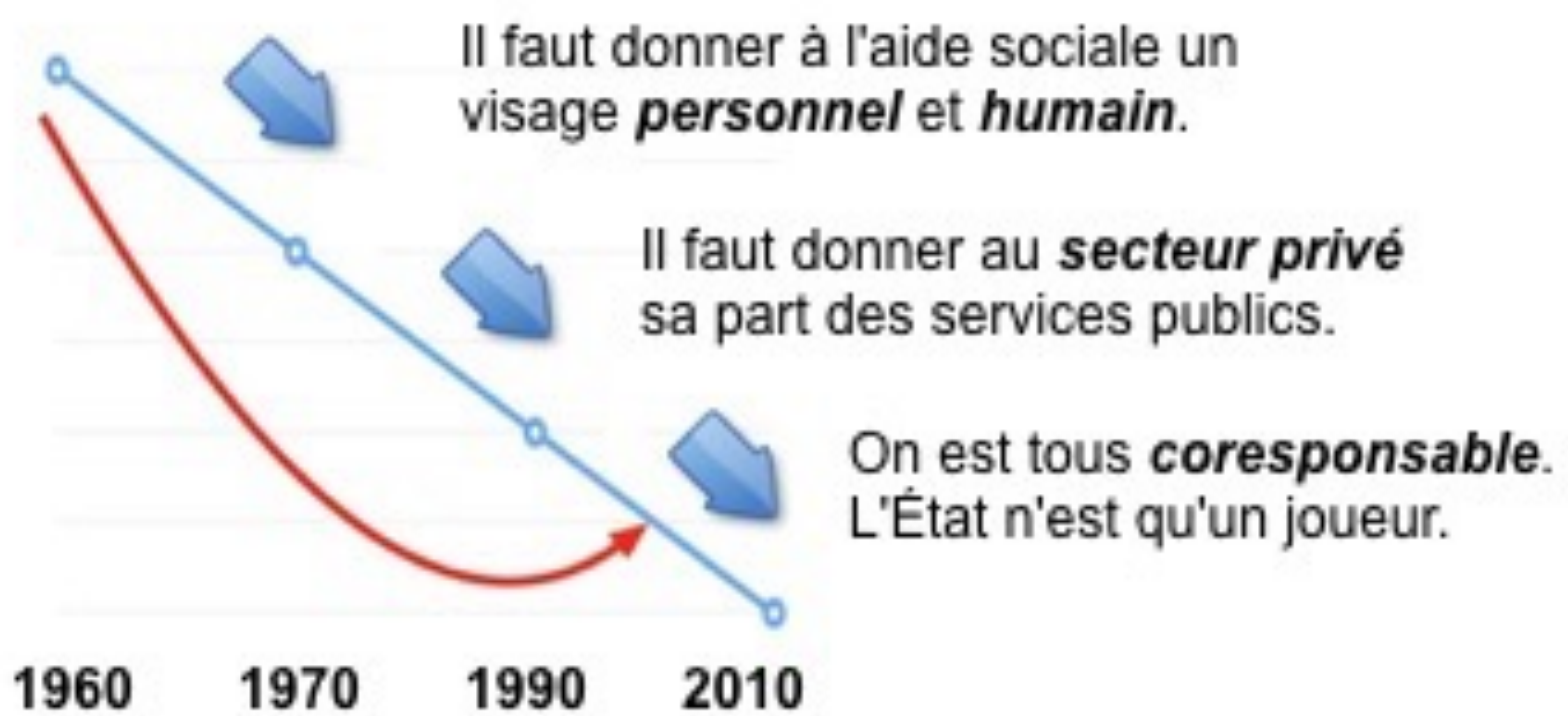 Il faut donner à l'aide sociale un
visage personnel et humain.
Il faut donner au secteur privé
sa part des services publics.
On est tous coresponsable.
L'État n'est qu'un joueur.
1960 1970 1990 2010